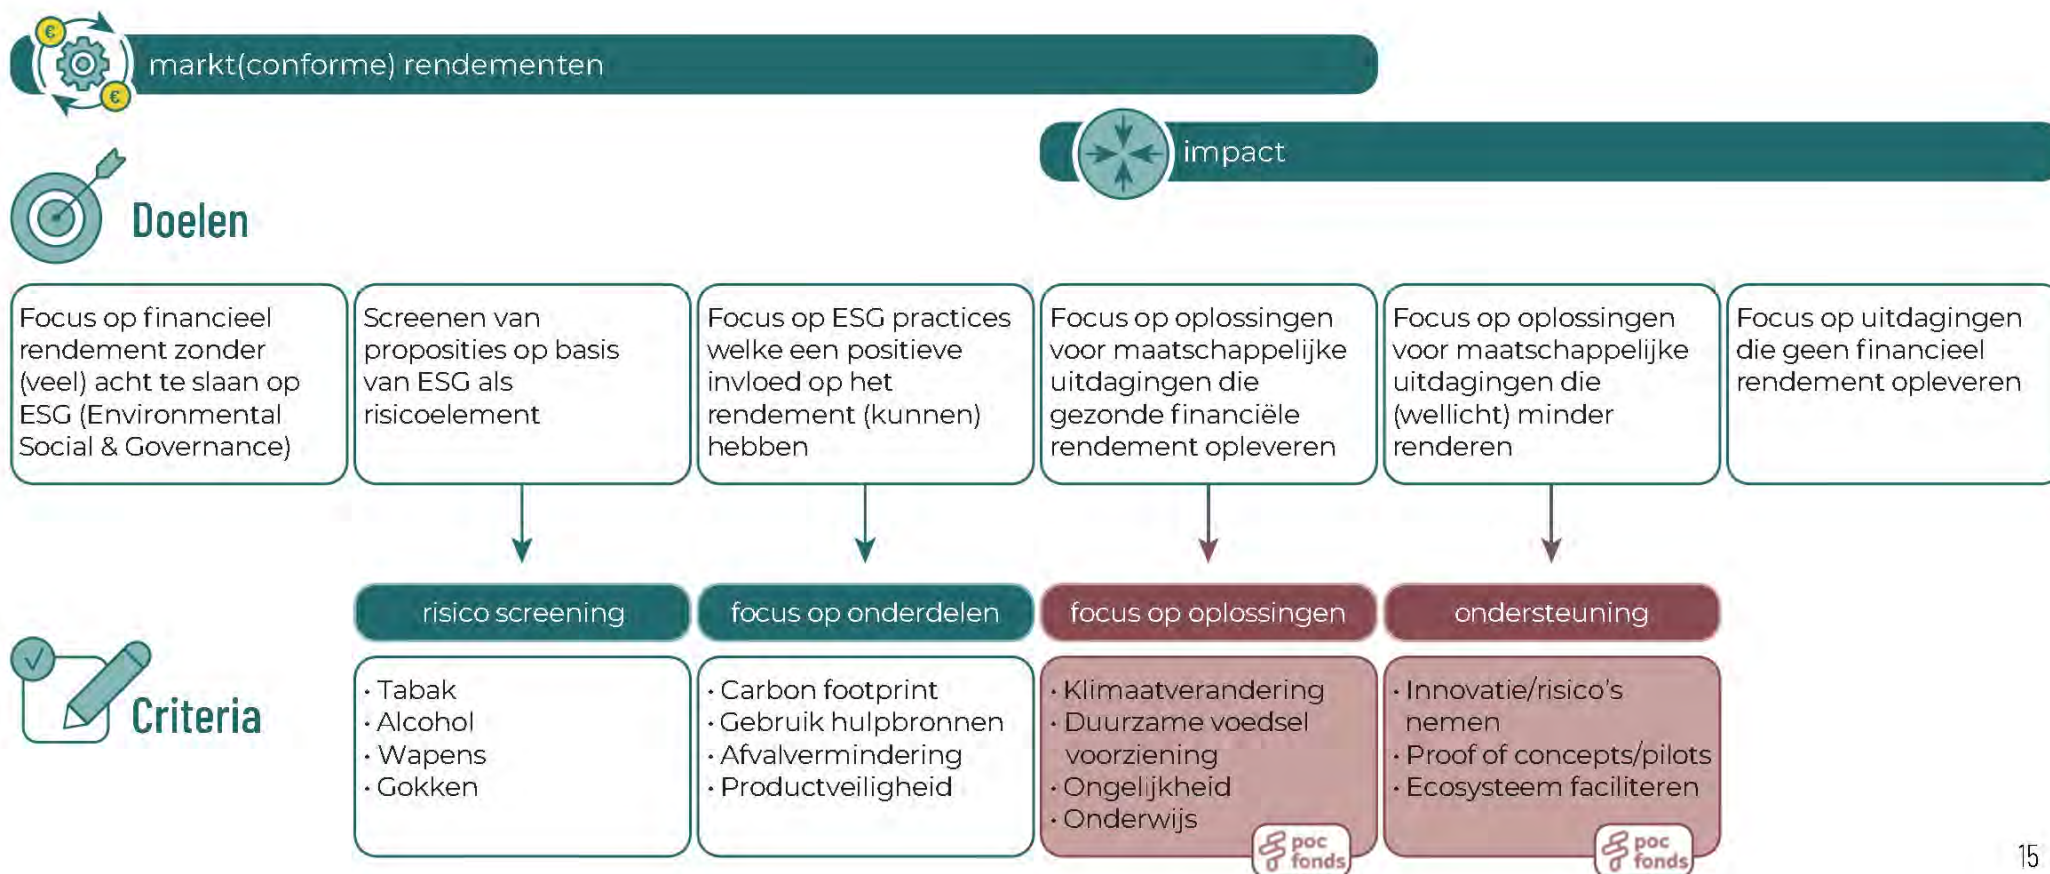 markt(conforme) rendementen
impact
Doelen
Focus op financieel
rendement zonder
(veel) acht te slaan op
ESG (Environmental
Social & Governance)
Screenen van
proposities op basis
van ESG als
risicoelement
Focus op ESG practices
welke een positieve
invloed op het
rendement (kunnen)
hebben
Focus op oplossingen
voor maatschappelijke
uitdagingen die
gezonde financiële
rendement opleveren
Focus op oplossingen
voor maatschappelijke
uitdagingen die
(wellicht) minder
renderen
Focus op uitdagingen
die geen financieel
rendement opleveren
Criteria
risico screening
· Tabak
· Alcohol
· Wapens
· Gokken
focus op onderdelen
· Carbon footprint
· Gebruik hulpbronnen
· Afvalvermindering
· Productveiligheid
focus op oplossingen
· Klimaatverandering
· Duurzame voedsel
voorziening
· Ongelijkheid
· Onderwijs
poc
fonds
ondersteuning
· Innovatie/risico's
nemen
· Proof of concepts/pilots
· Ecosysteem faciliteren
poc
fonds
15